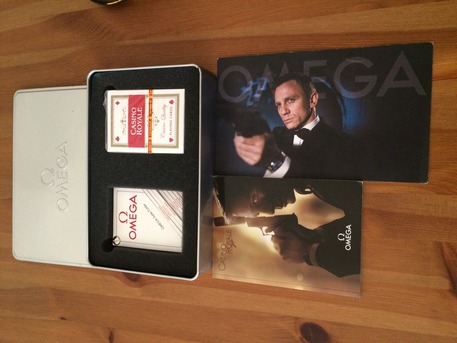 Ω
OMEGA
Ω
OMEGA
CASINO
ROYALE
Casino Quality
PLAYING CARDS
CASINO
ROYALE
Ω
OMEGA
OMEGA